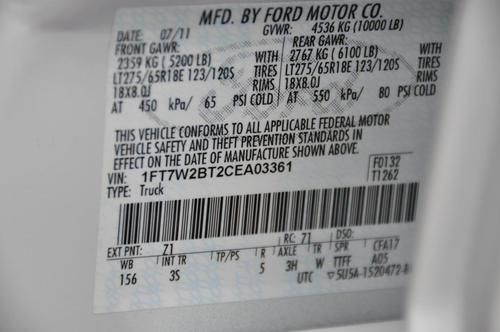 MFD. BY FORD MOTOR CO.
07/11 GVWR: 4536 KG (10000 LB)
FRONT GAWR: REAR GAWR:
2359 KG (5200 LB) WITH 2767 KG (6100 LB) WITH
LT275/65R18E 123/120S TIRES LT275/65R18E 123/120S TIRES
18X8.0J RIMS 18X8.0J RIMS
AT 450 kPa/ 65 PSI COLD AT 550 kPa/ 80 PSI COLD
THIS VEHICLE CONFORMS TO ALL APPLICABLE FEDERAL MOTOR
VEHICLE SAFETY AND THEFT PREVENTION STANDARDS IN
EFFECT ON THE DATE OF MANUFACTURE SHOWN ABOVE.
VIN: 1FT7W2BT2CEA03361 F0132
TYPE: Truck T1262
EXT PNT: 71 RC: 71 DSO:
WB INT TR TP/PS R AXLE TR SPR CFA17
156 3S 5 3H W TTFF A05
UTC 5U5A-1520472-